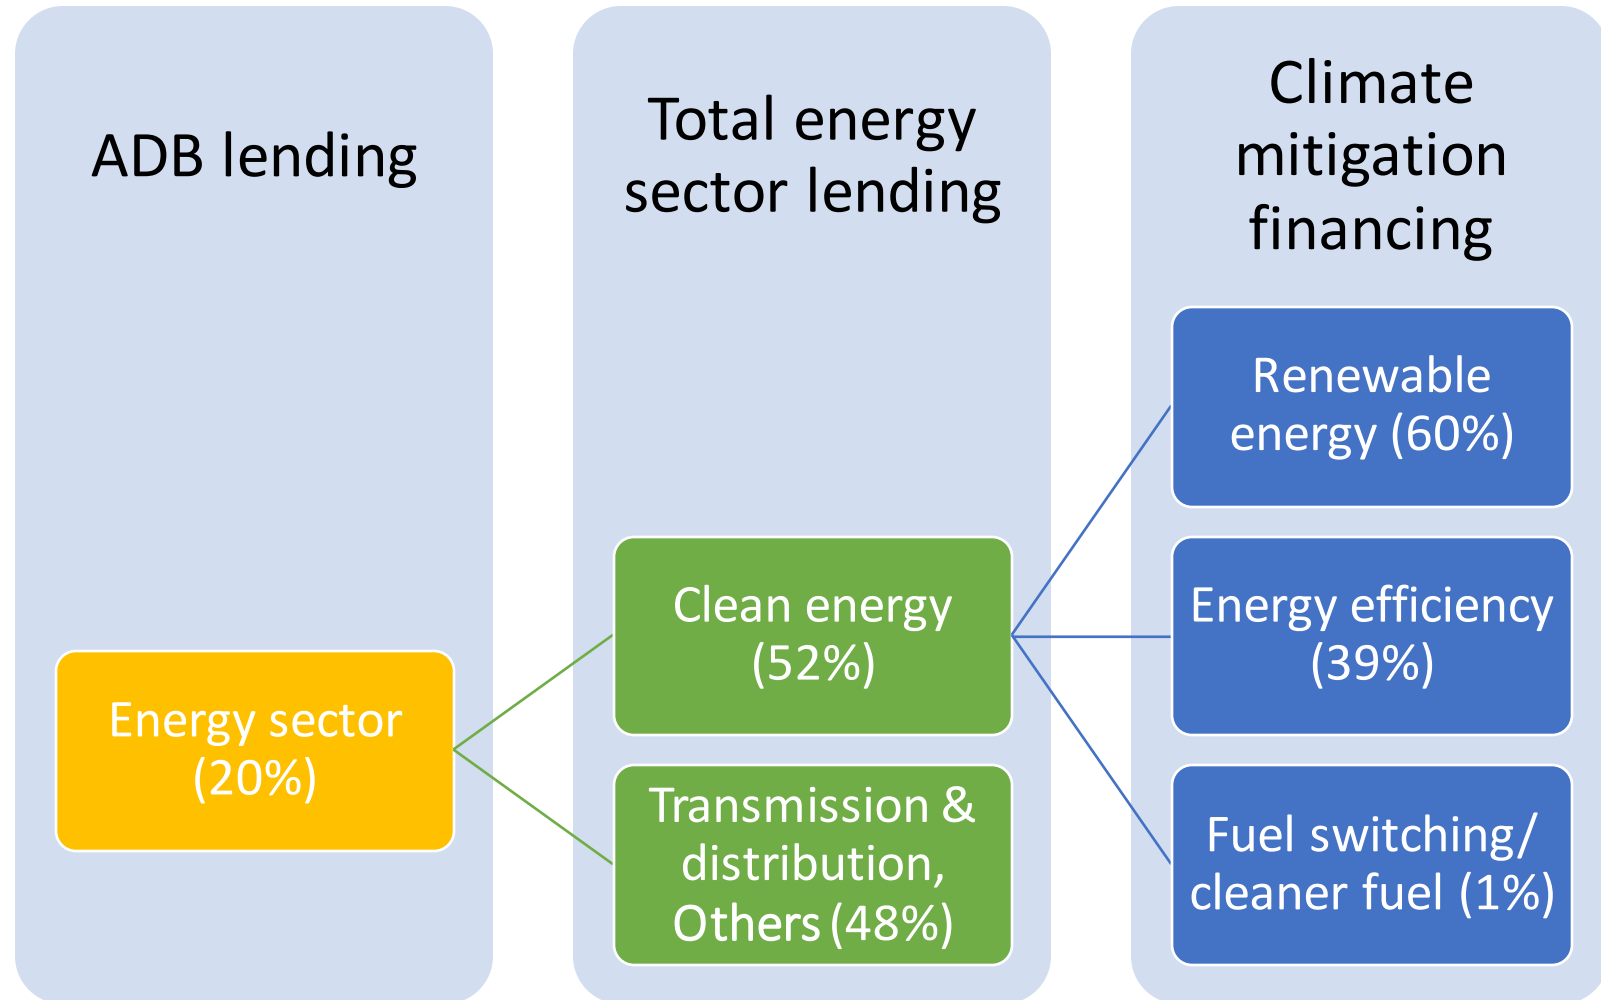 ADB lending
Energy sector
(20%)
Total energy
sector lending
Clean energy
(52%)
Transmission &
distribution,
Others (48%)
Climate
mitigation
financing
Renewable
energy (60%)
Energy efficiency
(39%)
Fuel switching/
cleaner fuel (1%)